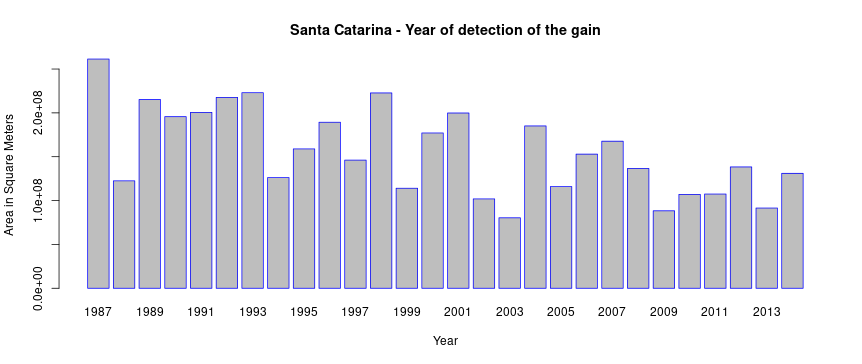 Santa Catarina - Year of detection of the gain
Area in Square Meters
2.0e+08
1.0e+08
0.0e+00
1987 1989 1991 1993 1995 1997 1999 2001 2003 2005 2007 2009 2011 2013
Year